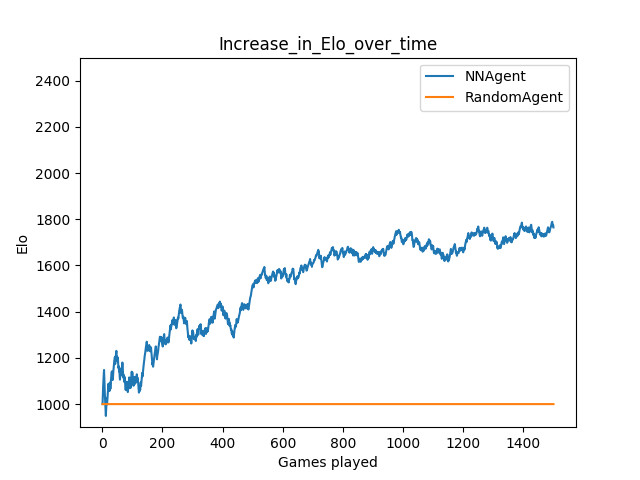 Increase_in_Elo_over_time
NNAgent
RandomAgent
2400
2200
2000
1800
1600
1400
1200
1000
Elo
0 200 400 600 800 1000 1200 1400
Games played